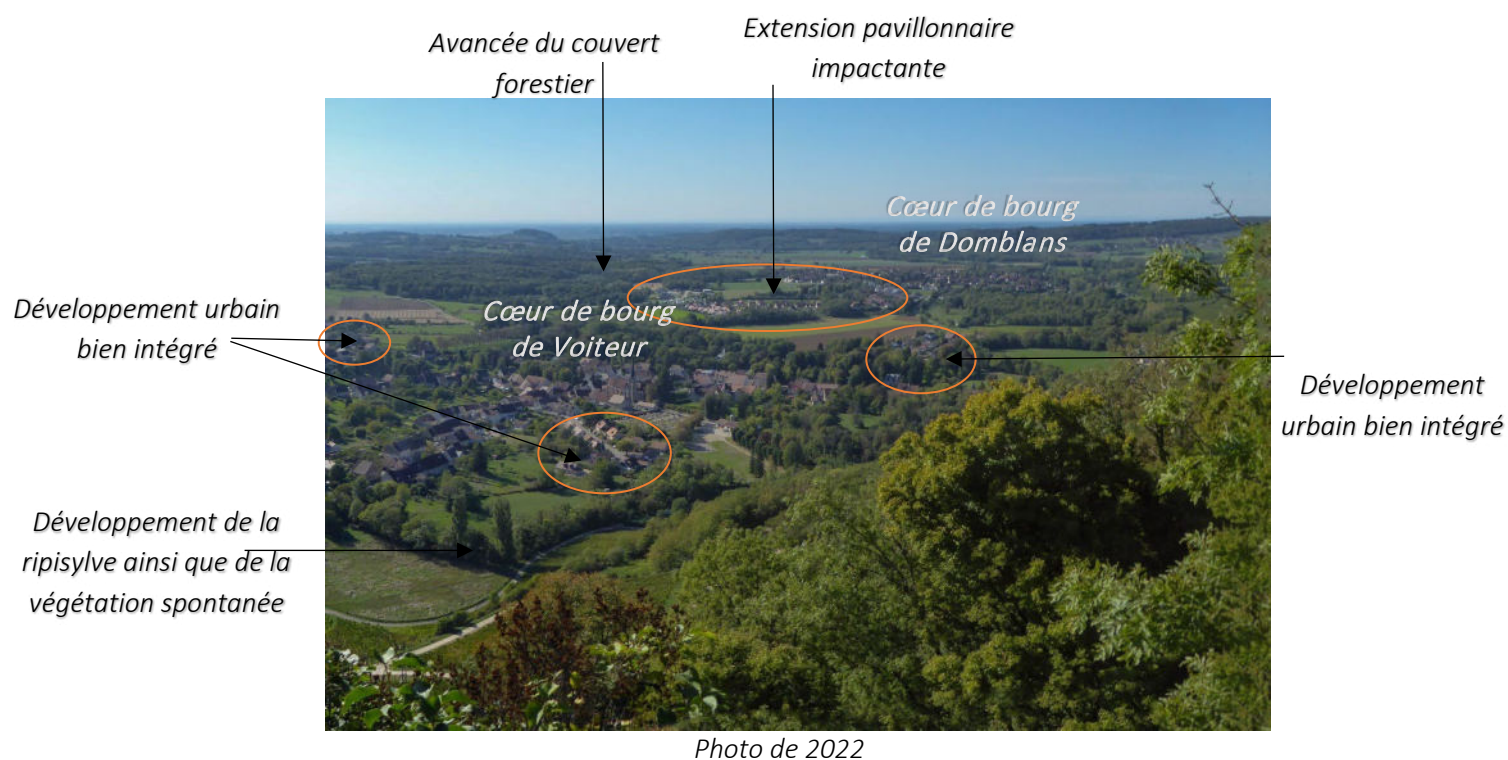 Avancée du couvert
forestier
Extension pavillonnaire
impactante
Cœur de bourg
de Domblans
Développement urbain
bien intégré
Cœur de bourg
de Voiteur
Développement
urbain bien intégré
Développement de la
ripisylve ainsi que de la
végétation spontanée
Photo de 2022